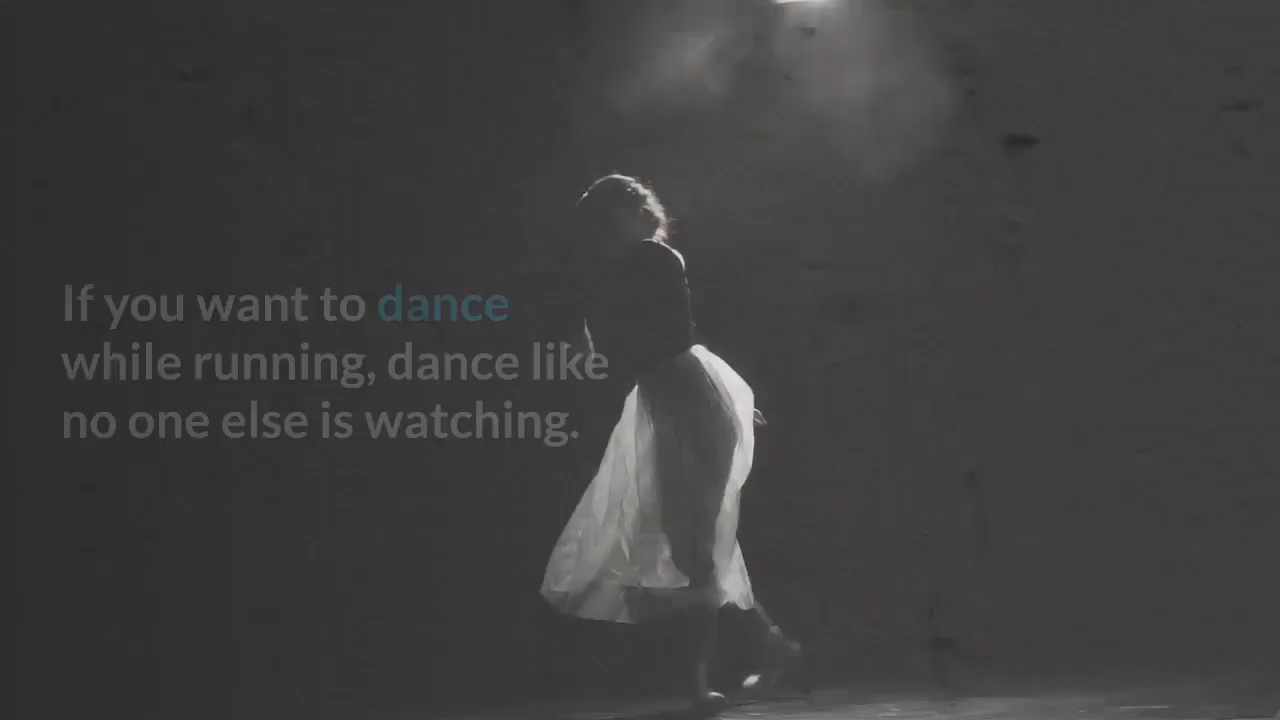 If you want to dance
while running, dance like
no one else is watching.